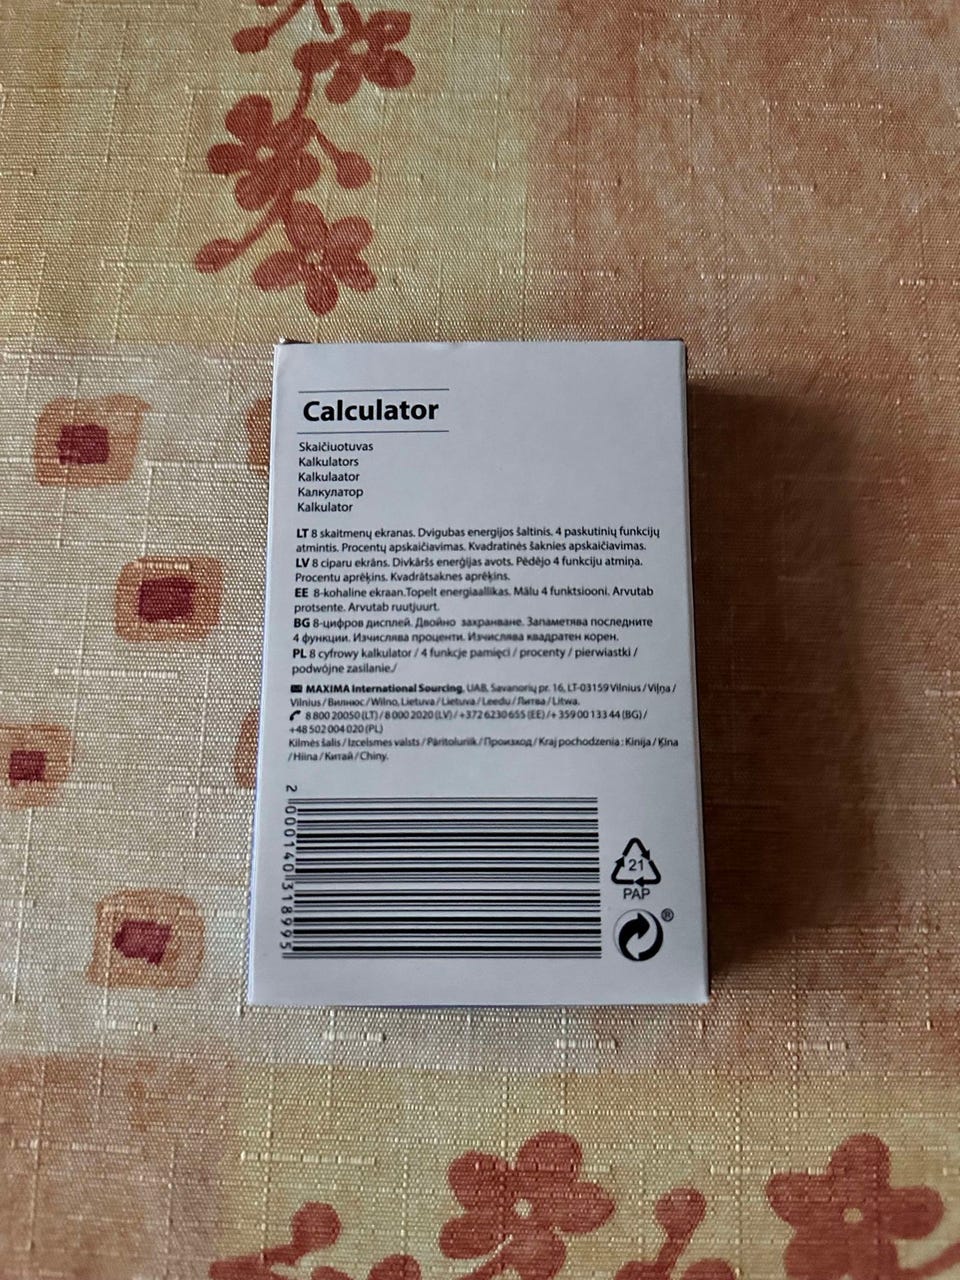 Calculator
Skaičiuotuvas
Kalkulators
Kalkulaator
Калкулатор
Kalkulator
LT 8 skaitmenų ekranas. Dvigubas energijos šaltinis. 4 paskutinių funkcijų
atmintis. Procentų apskaičiavimas. Kvadratinės šaknies apskaičiavimas.
LV 8 ciparu ekrāns. Divkāršs enerģijas avots. Pēdējo 4 funkciju atmiņa.
Procentu aprēķins. Kvadrātsaknes aprēķins.
EE 8-kohaline ekraan.Topelt energiaallikas. Mälu 4 funktsiooni. Arvutab
protsente. Arvutab ruutjuurt.
BG 8-цифров дисплей. Двойно захранване. Запаметява последните
4 функции. Изчислява проценти. Изчислява квадратен корен.
PL 8 cyfrowy kalkulator / 4 funkcje pamięci / procenty / pierwiastki /
podwójne zasilanie./
MAXIMA International Sourcing, UAB, Savanorių pr. 16, LT-03159 Vilnius / Viļņa /
Vilnius / Вилнюс / Wilno, Lietuva / Lietuva / Leedu / Литва / Litwa.
8 800 20050 (LT) / 8 000 2020 (LV) / +372 6230 655 (EE) / + 359 00 133 44 (BG) /
+48 502 004 020 (PL)
Kilmės šalis / Izcelsmes valsts / Päritoluriik / Произход / Kraj pochodzenia : Kinija / Ķīna
/ Hiina / Китай / Chiny.
2 000140 318995
21
PAP
®